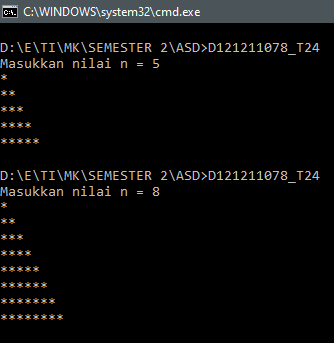 C:\WINDOWS\system32\cmd.exe
D:\E\TI\MK\SEMESTER 2\ASD>D121211078_T24
Masukkan nilai n = 5
*
**
***
****
*****
D:\E\TI\MK\SEMESTER 2\ASD>D121211078_T24
Masukkan nilai n = 8
*
**
***
****
*****
******
*******
********